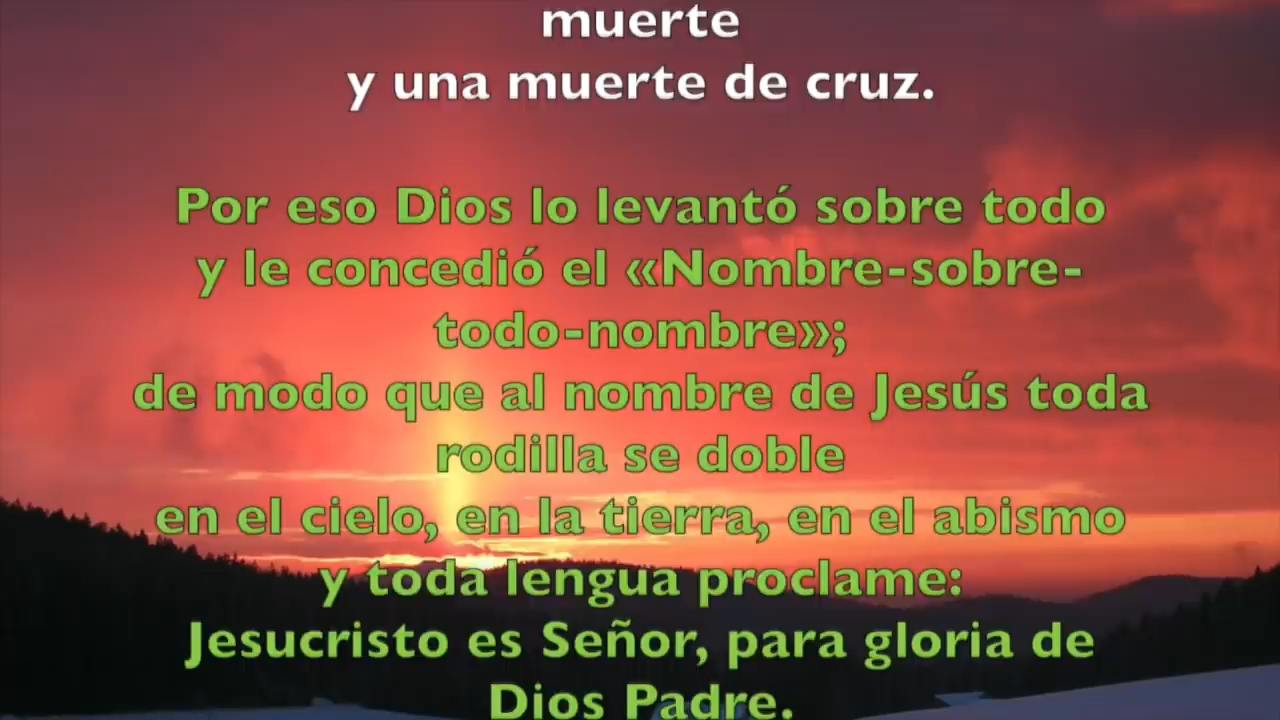 muerte
y una muerte de cruz.
Por eso Dios lo levantó sobre todo
y le concedió el «Nombre-sobre-
todo-nombre»;
de modo que al nombre de Jesús toda
rodilla se doble
en el cielo, en la tierra, en el abismo
y toda lengua proclame:
Jesucristo es Señor, para gloria de
Dios Padre.